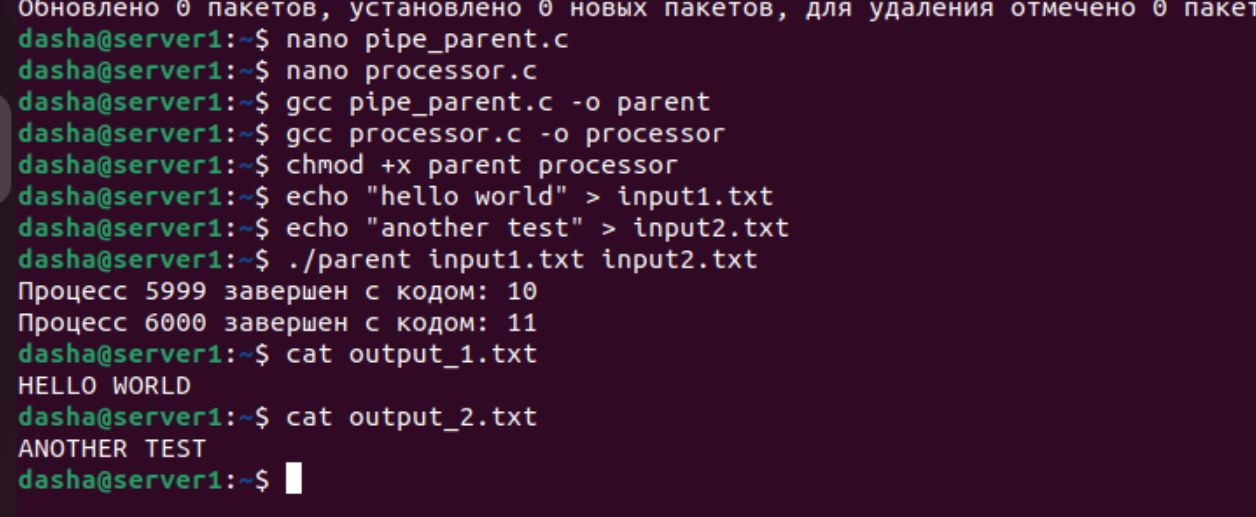 Обновлено 0 пакетов, установлено 0 новых пакетов, для удаления отмечено 0 пакет
dasha@server1:~$ nano pipe_parent.c
dasha@server1:~$ nano processor.c
dasha@server1:~$ gcc pipe_parent.c -o parent
dasha@server1:~$ gcc processor.c -o processor
dasha@server1:~$ chmod +x parent processor
dasha@server1:~$ echo "hello world" > input1.txt
dasha@server1:~$ echo "another test" > input2.txt
dasha@server1:~$ ./parent input1.txt input2.txt
Процесс 5999 завершен с кодом: 10
Процесс 6000 завершен с кодом: 11
dasha@server1:~$ cat output_1.txt
HELLO WORLD
dasha@server1:~$ cat output_2.txt
ANOTHER TEST
dasha@server1:~$